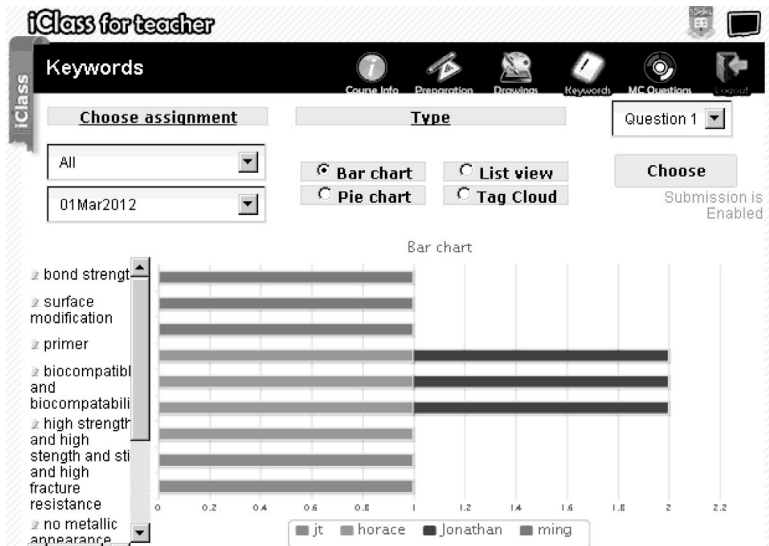 iClass for teacher
iClass
Keywords
Course Info
Preparation
Drawings
Keywords
MC Questions
Logout
Choose assignment
Type
Question 1
All
01Mar2012
Bar chart
List view
Pie chart
Tag Cloud
Choose
Submission is
Enabled
Bar chart
bond strengt
surface
modification
primer
biocompatibl
and
biocompatabili
high strength
and high
stength and sti
and high
fracture
resistance
no metallic
appearance
0 0.2 0.4 0.6 0.8 1 1.2 1.4 1.6 1.8 2 2.2
jt horace Jonathan ming